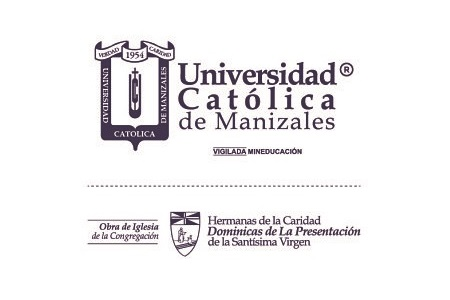 VERDAD 1954 CARIDAD
UNIVERSIDAD
CATOLICA
DE MANIZALES
Universidad®
Católica
de Manizales
VIGILADA MINEDUCACIÓN
Obra de Iglesia
de la Congregación
Hermanas de la Caridad
Dominicas de La Presentación
de la Santísima Virgen